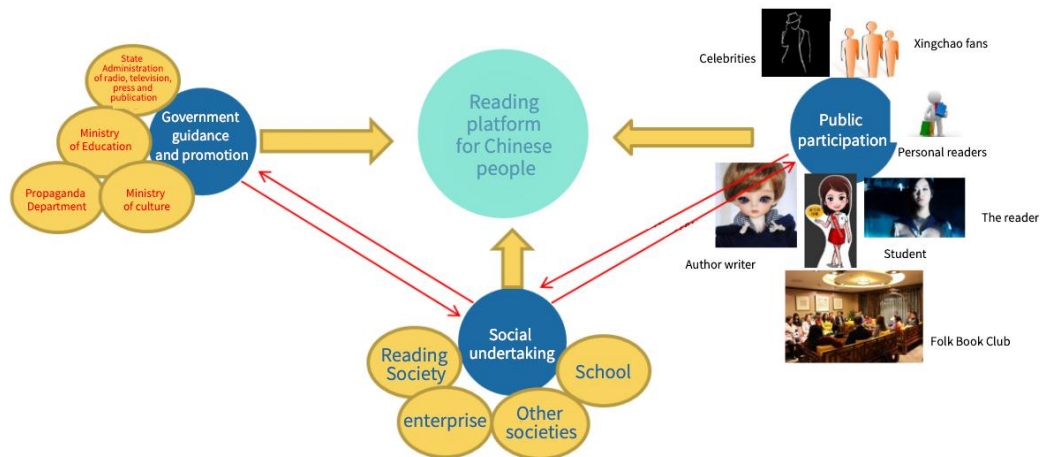 State
Administration
of radio, television,
press and
publication
Ministry
of Education
Propaganda
Department
Ministry
of culture
Government
guidance
and promotion
Reading
platform
for Chinese
people
Celebrities
Xingchao fans
Public
participation
Personal readers
The reader
Author writer
Student
Folk Book Club
Social
undertaking
Reading
Society
enterprise
Other
societies
School